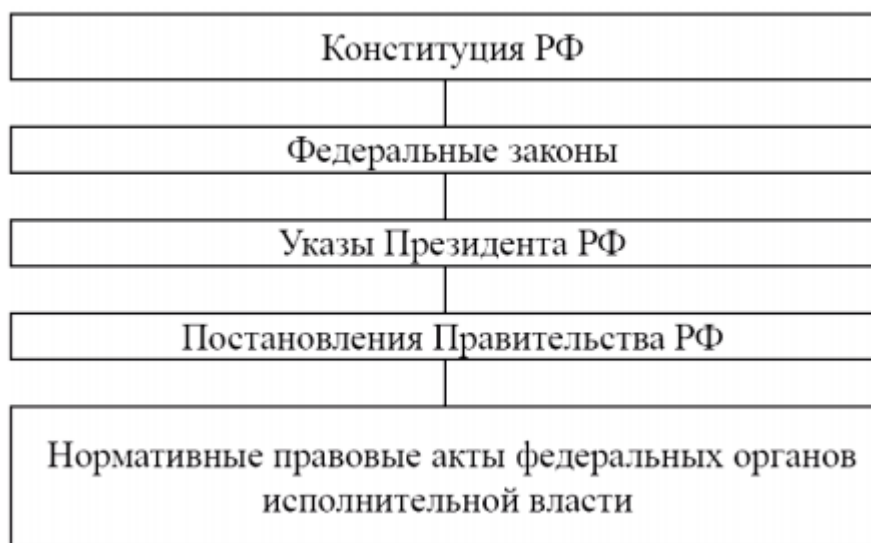 Конституция РФ
Федеральные законы
Указы Президента РФ
Постановления Правительства РФ
Нормативные правовые акты федеральных органов
исполнительной власти